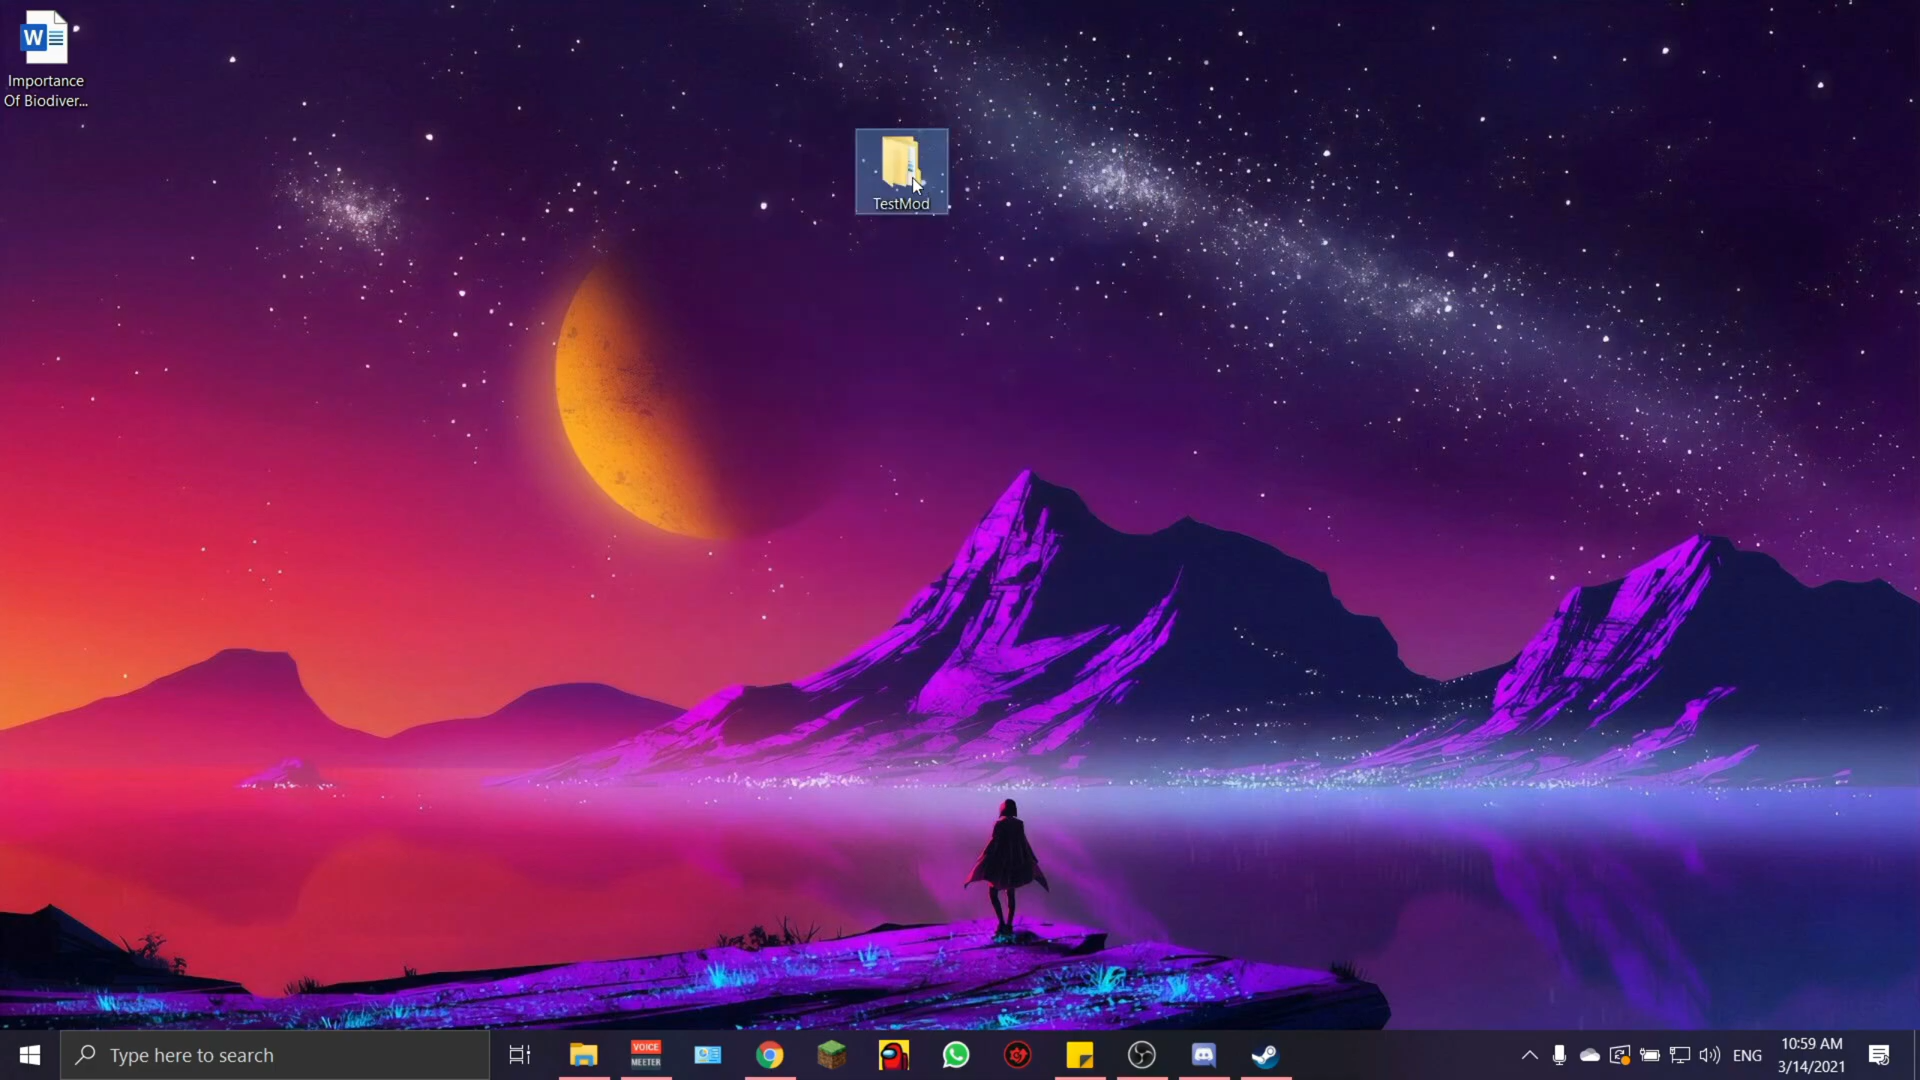 W
Importance
Of Biodiver...
TestMod
Type here to search
VOICE
MEETER
ENG
10:59 AM
3/14/2021